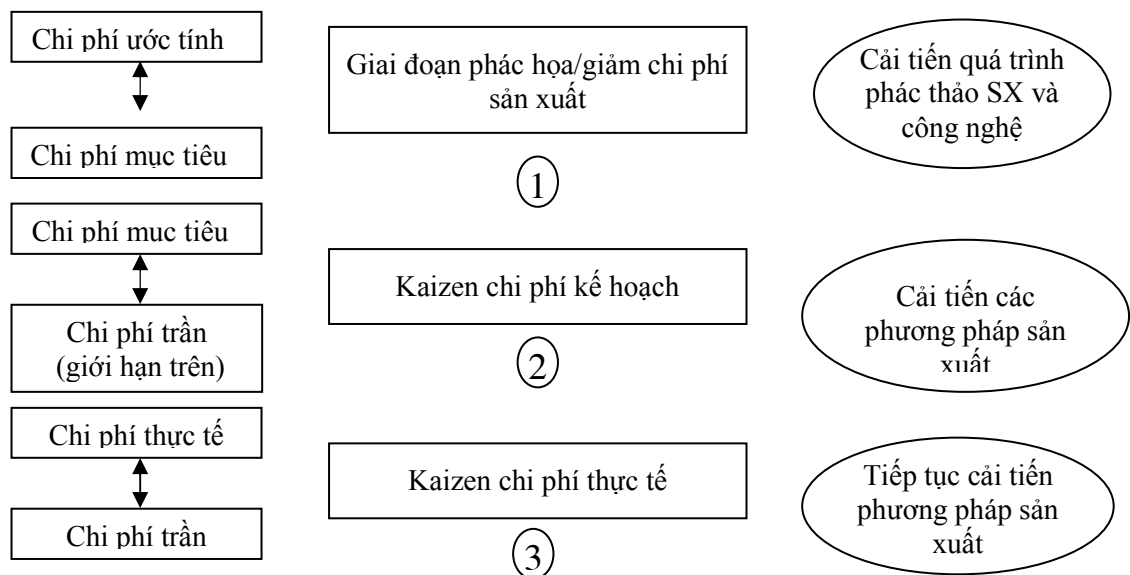 Chi phí ước tính
Chi phí mục tiêu
Giai đoạn phác họa/giảm chi phí
sản xuất
1
Cải tiến quá trình
phác thảo SX và
công nghệ
Chi phí mục tiêu
Chi phí trần
(giới hạn trên)
Kaizen chi phí kế hoạch
2
Cải tiến các
phương pháp sản
xuất
Chi phí thực tế
Chi phí trần
Kaizen chi phí thực tế
3
Tiếp tục cải tiến
phương pháp sản
xuất